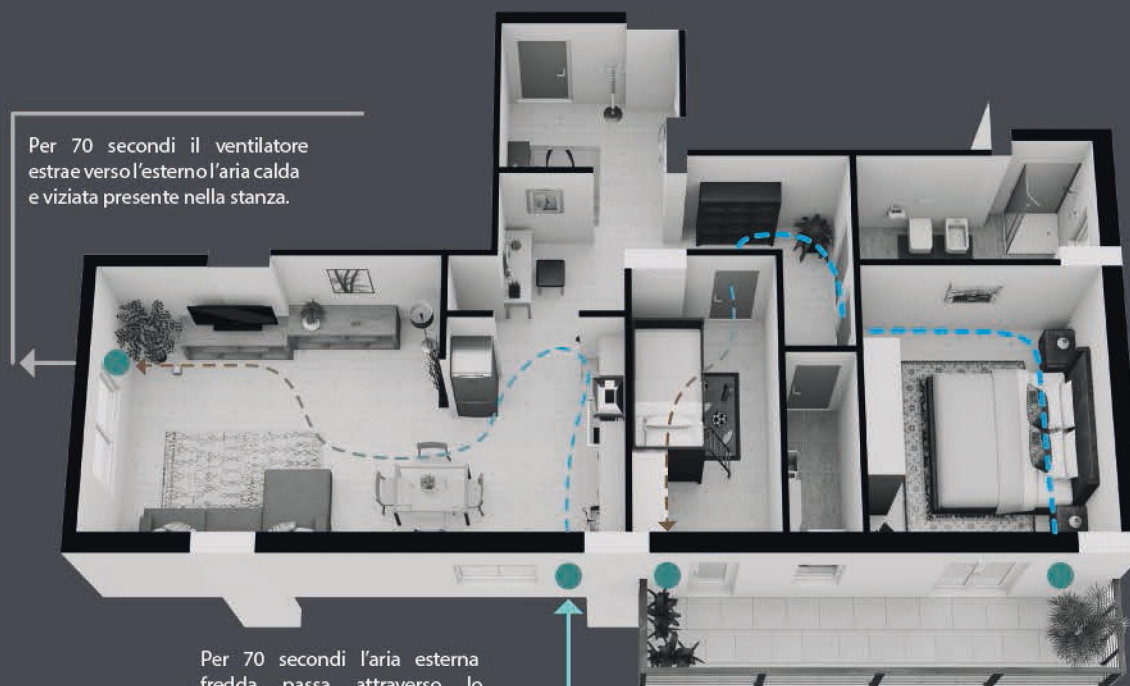 Per 70 secondi il ventilatore
estrae verso l'esterno l'aria calda
e viziata presente nella stanza.
Per 70 secondi l'aria esterna
fredda passa attraverso lo